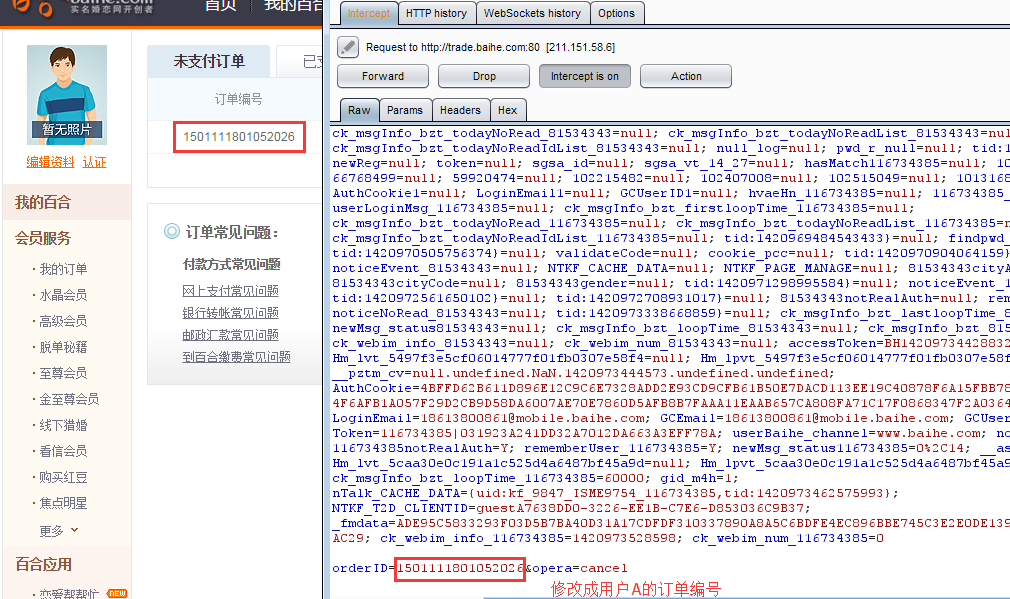 baihe.com
实名婚恋网开创者
首页
我的百合
暂无照片
编辑资料 认证
我的百合
会员服务
· 我的订单
· 水晶会员
· 高级会员
· 脱单秘籍
· 至尊会员
· 金至尊会员
· 线下猎婚
· 看信会员
· 购买红豆
· 焦点明星
更多
百合应用
· 恋爱帮帮忙 NEW
未支付订单
已支
订单编号
1501111801052026
订单常见问题：
付款方式常见问题
网上支付常见问题
银行转帐常见问题
邮政汇款常见问题
到百合缴费常见问题
Intercept HTTP history WebSockets history Options
Request to http://trade.baihe.com:80 [211.151.58.6]
Forward Drop Intercept is on Action
Raw Params Headers Hex
ck_msgInfo_bzt_todayNoRead_81534343=null; ck_msgInfo_bzt_todayNoReadList_81534343=nul
ck_msgInfo_bzt_todayNoReadIdList_81534343=null; null_log=null; pwd_r_null=null; tid:1
newReg=null; token=null; sgsa_id=null; sgsa_vt_14_27=null; hasMatch116734385=null; 10
66768499=null; 59920474=null; 102215482=null; 102407008=null; 102515049=null; 1013168
AuthCookie1=null; LoginEmail1=null; GCUserID1=null; hvaeHn_116734385=null; 116734385_
userLoginMsg_116734385=null; ck_msgInfo_bzt_firstloopTime_116734385=null;
ck_msgInfo_bzt_todayNoRead_116734385=null; ck_msgInfo_bzt_todayNoReadList_116734385=n
ck_msgInfo_bzt_todayNoReadIdList_116734385=null; tid:1420969484543433}=null; findpwd_
tid:1420970505756374}=null; validateCode=null; cookie_pcc=null; tid:1420970904064159}
noticeEvent_81534343=null; NTKF_CACHE_DATA=null; NTKF_PAGE_MANAGE=null; 81534343cityA
81534343cityCode=null; 81534343gender=null; tid:1420971298995584}=null; noticeEvent_1
tid:1420972561650102}=null; tid:1420972708931017}=null; 81534343notRealAuth=null; rem
noticeNoRead_81534343=null; tid:1420973338668859}=null; ck_msgInfo_bzt_lastloopTime_8
newMsg_status81534343=null; ck_msgInfo_bzt_loopTime_81534343=null; ck_msgInfo_bzt_815
ck_webim_info_81534343=null; ck_webim_num_81534343=null; accessToken=BH14209734428832
Hm_lvt_5497f3e5cf06014777f01fb0307e58f4=null; Hm_lpvt_5497f3e5cf06014777f01fb0307e58f
__pztm_cv=null.undefined.NaN.1420973444573.undefined.undefined;
AuthCookie=4BFFD62B611D896E12C9C6E7328ADD2E93CD9CFB61B50E7DACD113EE19C40878F6A15FBB78
4F6AFB1A057F29D2CB9D58DA6007AE70E7860D5AFB8B7FAAA11EAAB657CA808FA71C17F0868347F2A0364
LoginEmail=18613800861@mobile.baihe.com; GCEmail=18613800861@mobile.baihe.com; GCUser
Token=116734385|031923A241DD32A7012DA663A3EFF78A; userBaihe_channel=www.baihe.com; no
116734385notRealAuth=Y; rememberUser_116734385=Y; newMsg_status116734385=0%2C14; __as
Hm_lvt_5caa30e0c191a1c525d4a6487bf45a9d=null; Hm_lpvt_5caa30e0c191a1c525d4a6487bf45a9
ck_msgInfo_bzt_loopTime_116734385=60000; gid_m4h=1;
nTalk_CACHE_DATA={uid:kf_9847_ISME9754_116734385,tid:1420973462575993};
NTKF_T2D_CLIENTID=guestA7638DD0-3226-EE1B-C7E6-D853036C9B37;
_fmdata=ADE95C5833293F03D5B7BA40D31A17CDFDF310337890A8A5C6BDFE4EC896BBE745C3E2E0DE139
AC29; ck_webim_info_116734385=1420973528598; ck_webim_num_116734385=0
orderID=1501111801052026&opera=cancel
修改成用户A的订单编号